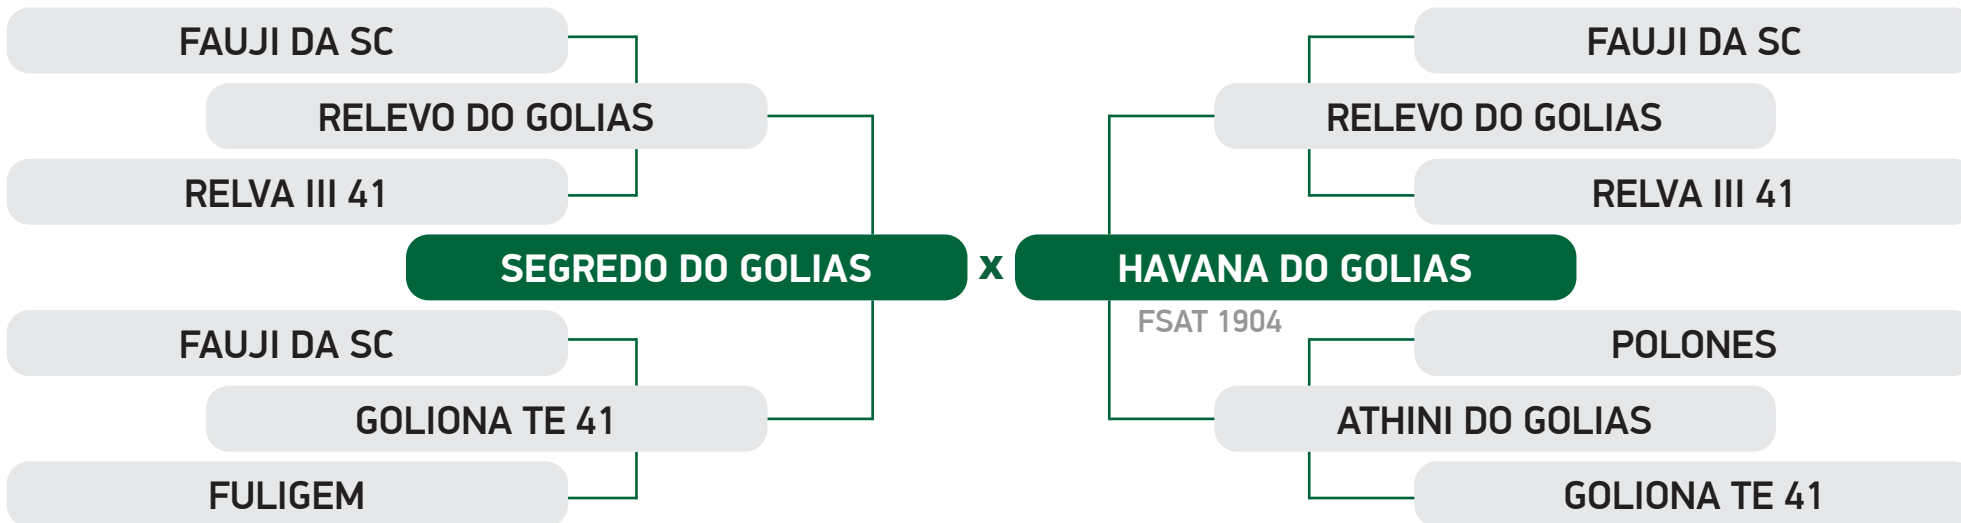 FAUJI DA SC
FAUJI DA SC
RELEVO DO GOLIAS
RELEVO DO GOLIAS
RELVA III 41
RELVA III 41
SEGREDO DO GOLIAS x HAVANA DO GOLIAS
FSAT 1904
FAUJI DA SC
POLONES
GOLIONA TE 41
ATHINI DO GOLIAS
FULIGEM
GOLIONA TE 41